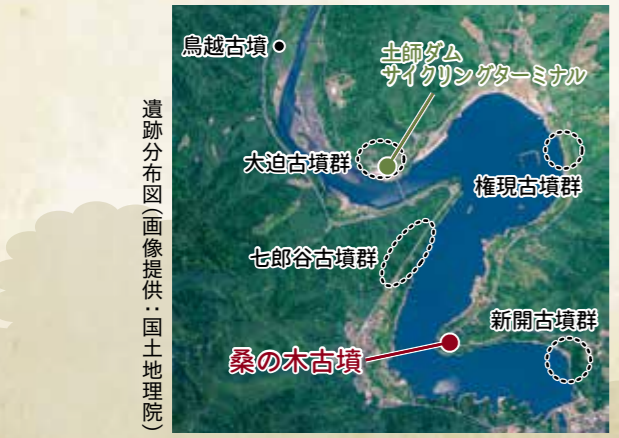 遺跡分布図(画像提供:国土地理院)
鳥越古墳
土師ダム
サイクリングターミナル
大迫古墳群
権現古墳群
七郎谷古墳群
新開古墳群
桑の木古墳